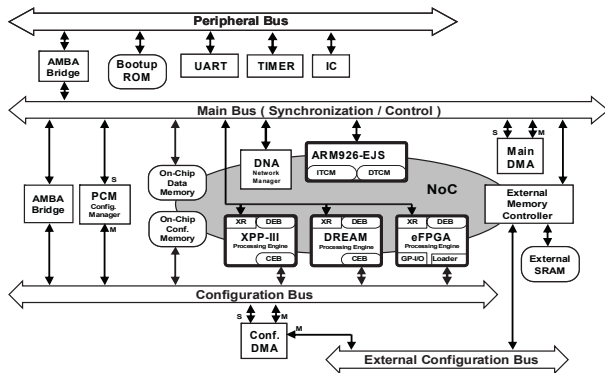 Peripheral Bus
AMBA
Bridge
Bootup
ROM
UART
TIMER
IC
Main Bus ( Synchronization / Control )
S
M
Main
DMA
DNA
Network
Manager
ARM926-EJS
ITCM
DTCM
NoC
AMBA
Bridge
S
PCM
Config.
Manager
M
On-Chip
Data
Memory
On-Chip
Conf.
Memory
XR
DEB
XPP-III
Processing Engine
CEB
XR
DEB
DREAM
Processing Engine
CEB
XR
DEB
eFPGA
Processing Engine
GP-I/O
Loader
External
Memory
Controller
External
SRAM
Configuration Bus
S
M
Conf.
DMA
M
External Configuration Bus